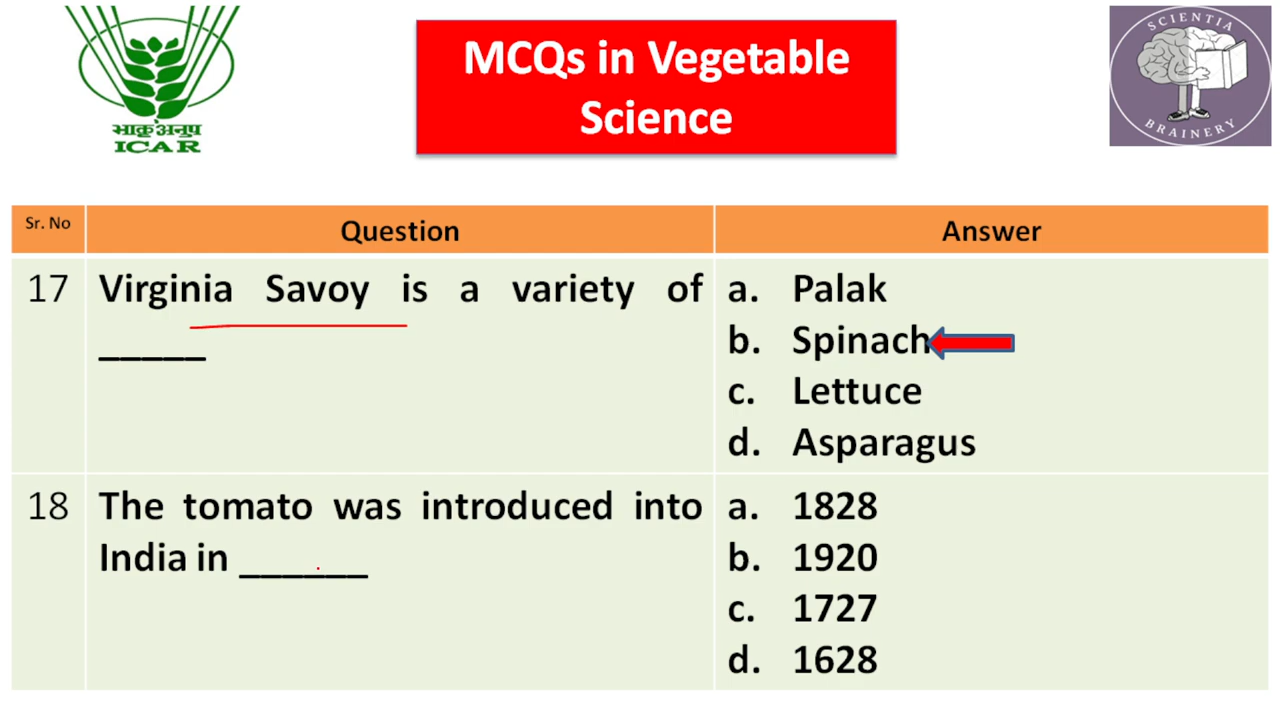 भाकृअनुप
ICAR
MCQs in Vegetable
Science
SCIENTIA
BRAINERY
Sr. No Question Answer
17 Virginia Savoy is a variety of
_____
a. Palak
b. Spinach
c. Lettuce
d. Asparagus
18 The tomato was introduced into
India in ______
a. 1828
b. 1920
c. 1727
d. 1628